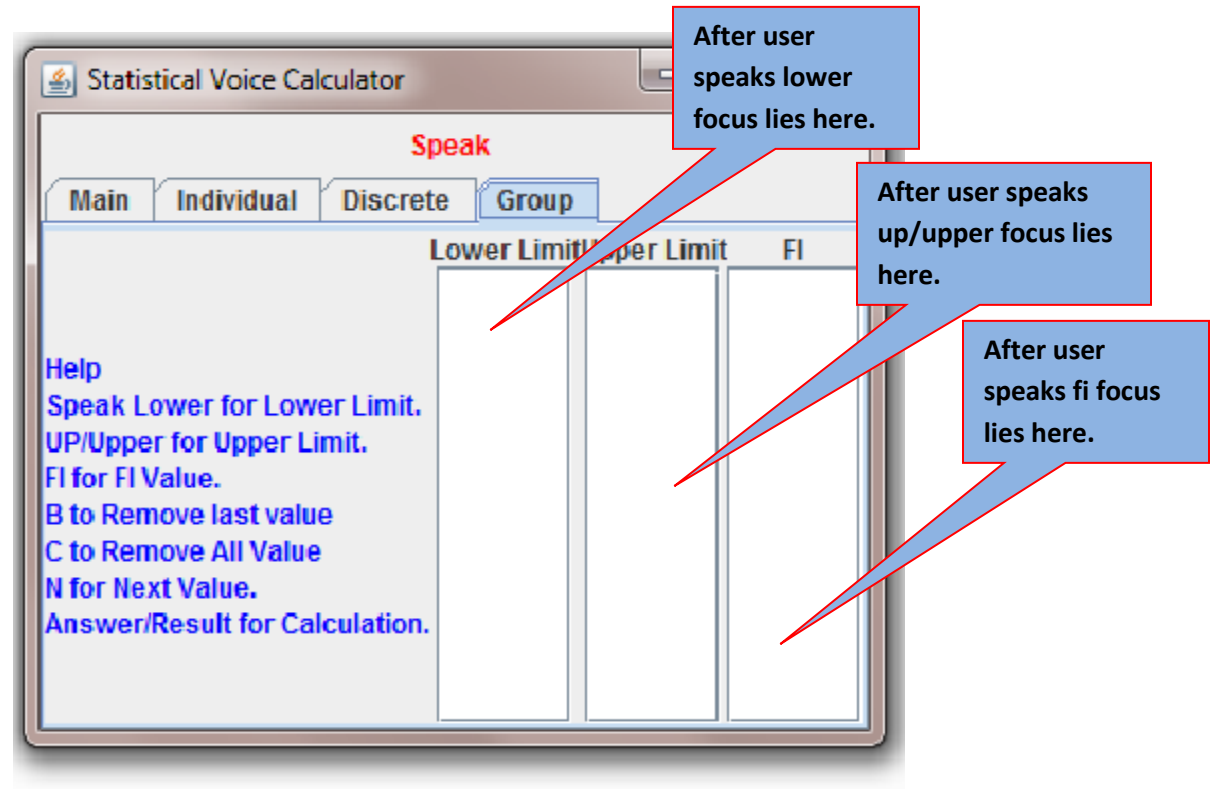 After user
speaks lower
focus lies here.
Statistical Voice Calculator
Speak
Main Individual Discrete Group
After user speaks
up/upper focus lies
here.
Lower Limit Upper Limit FI
After user
speaks fi focus
lies here.
Help
Speak Lower for Lower Limit.
UP/Upper for Upper Limit.
FI for FI Value.
B to Remove last value
C to Remove All Value
N for Next Value.
Answer/Result for Calculation.